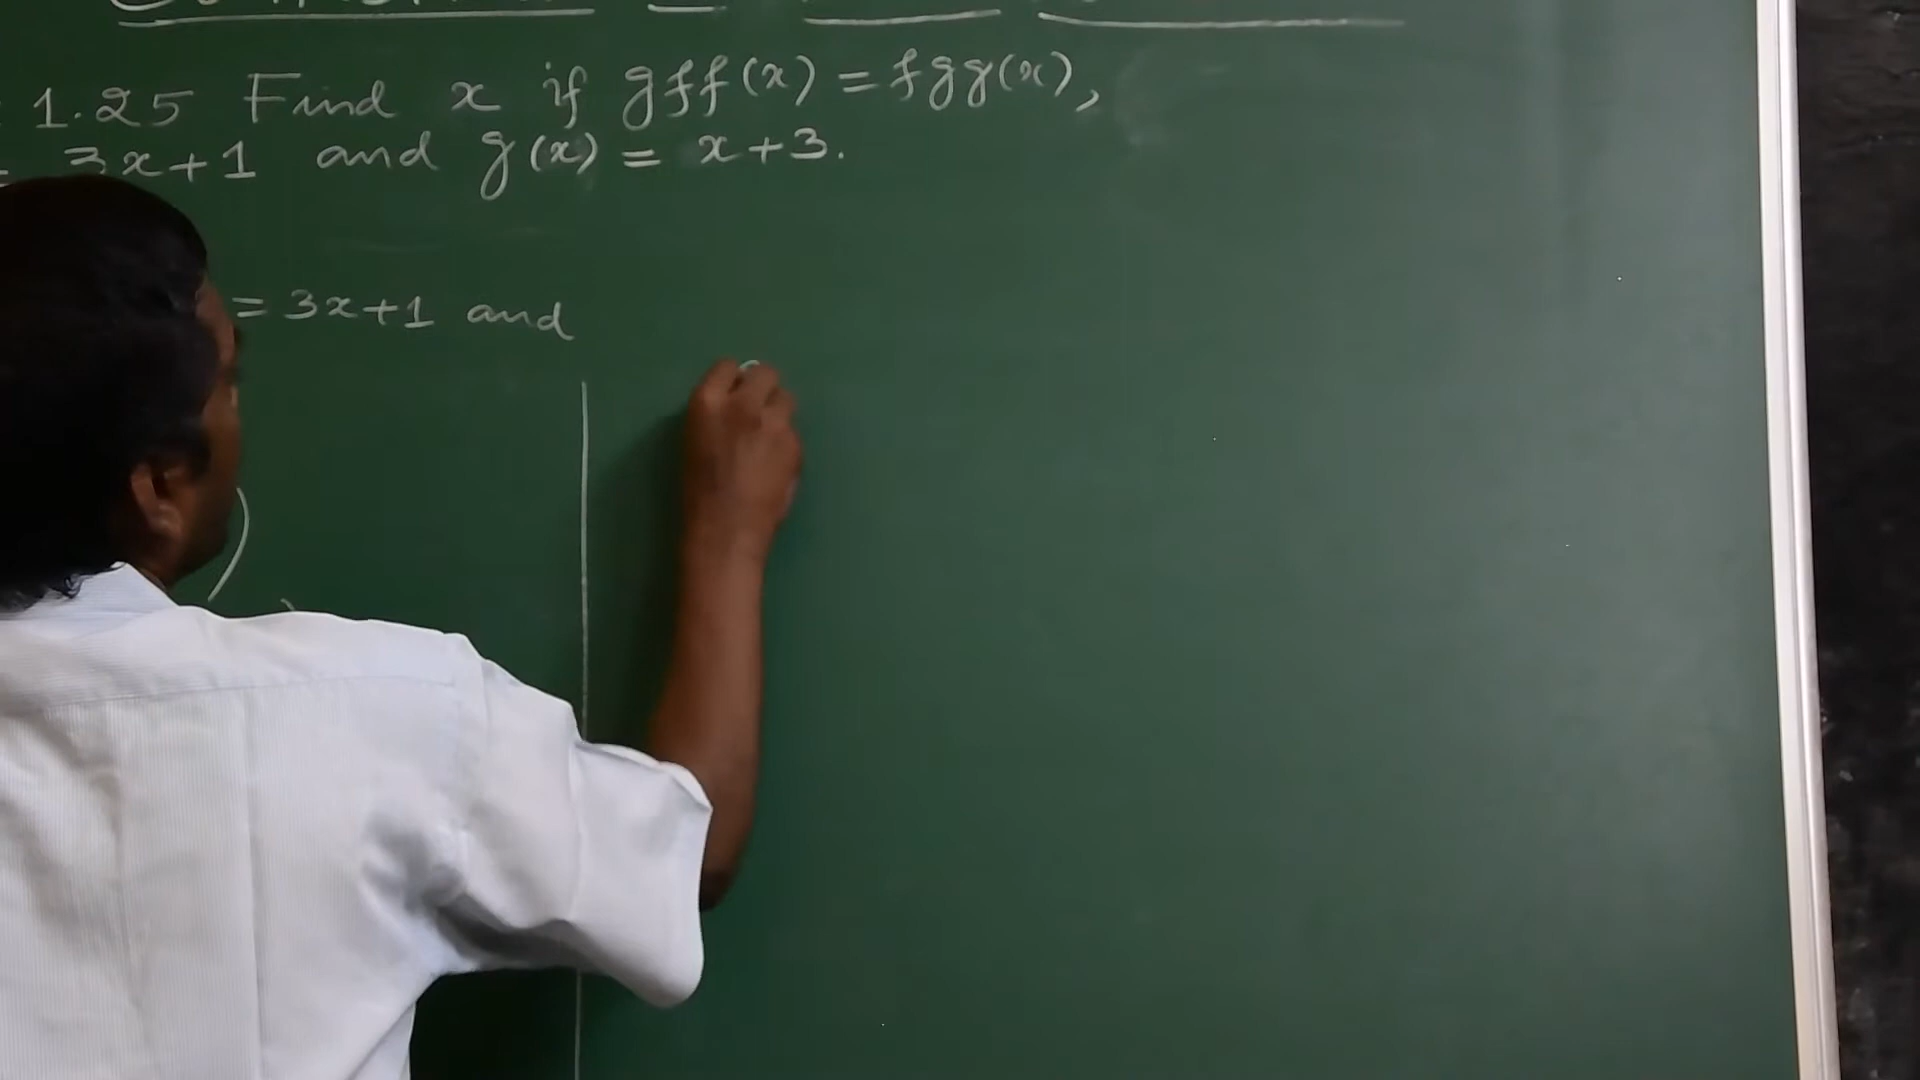 : 1.25 Find x if gff(x) = fgg(x),
= 3x+1 and g(x) = x+3.
= 3x+1 and
)